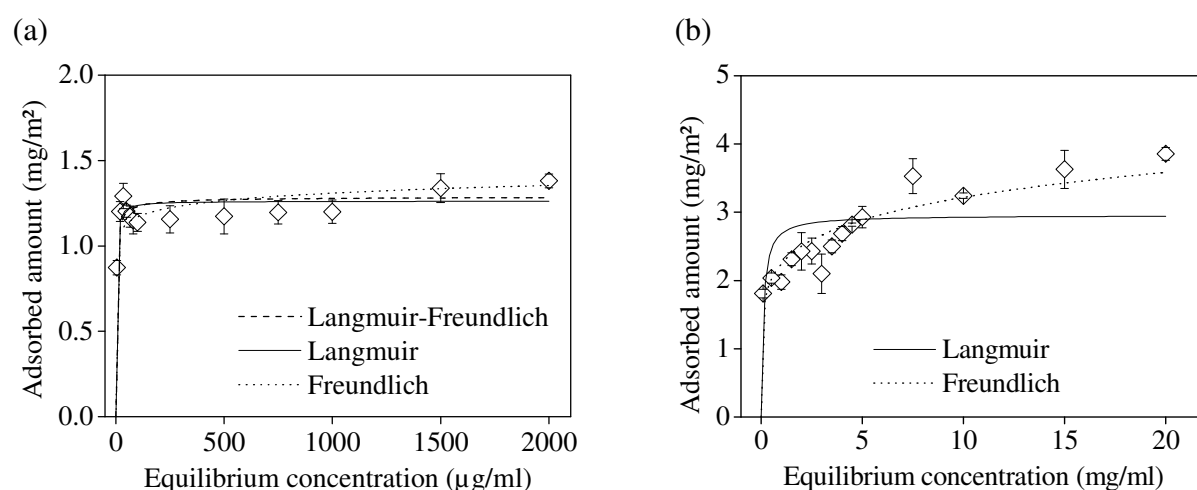 (a)
Adsorbed amount (mg/m²)
2.0
1.5
1.0
0.5
0.0
Langmuir-Freundlich
Langmuir
Freundlich
0 500 1000 1500 2000
Equilibrium concentration (μg/ml)
(b)
Adsorbed amount (mg/m²)
5
4
3
2
1
0
Langmuir
Freundlich
0 5 10 15 20
Equilibrium concentration (mg/ml)